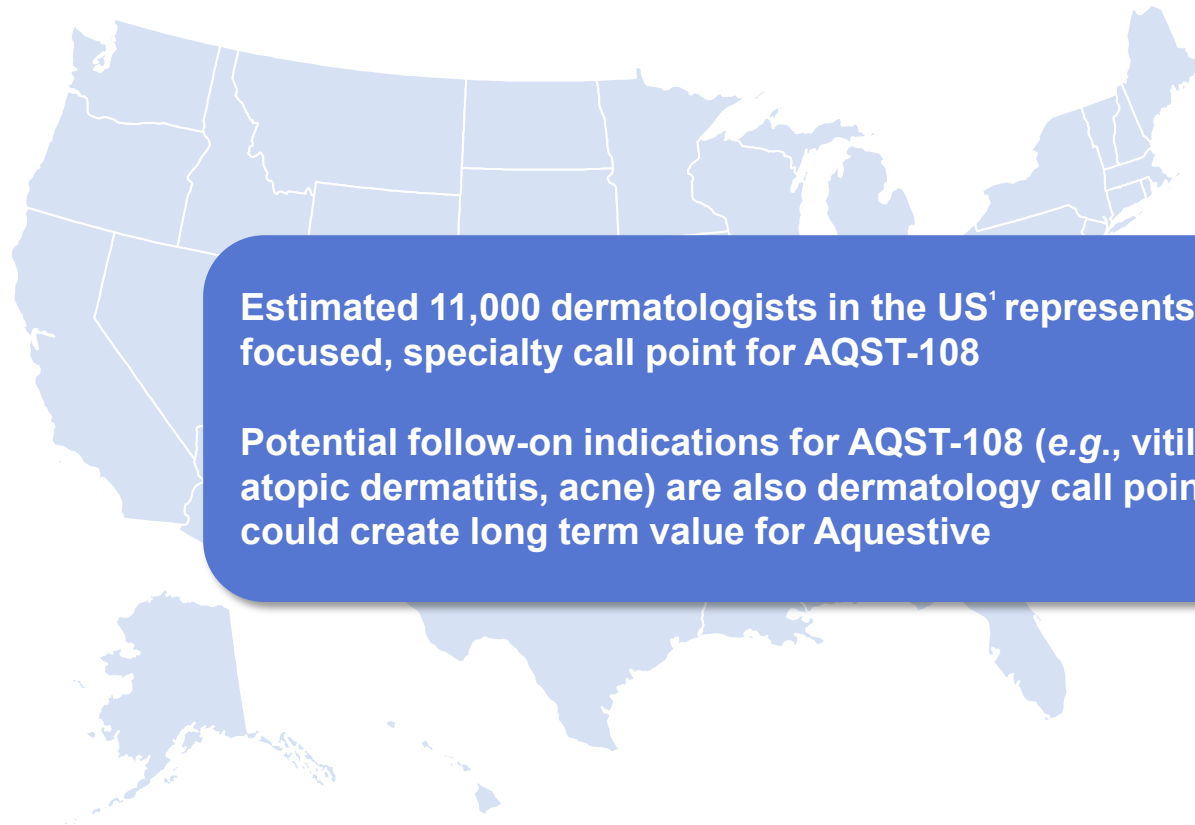 Estimated 11,000 dermatologists in the US¹ represents
focused, specialty call point for AQST-108
Potential follow-on indications for AQST-108 (e.g., vitil
atopic dermatitis, acne) are also dermatology call poin
could create long term value for Aquestive